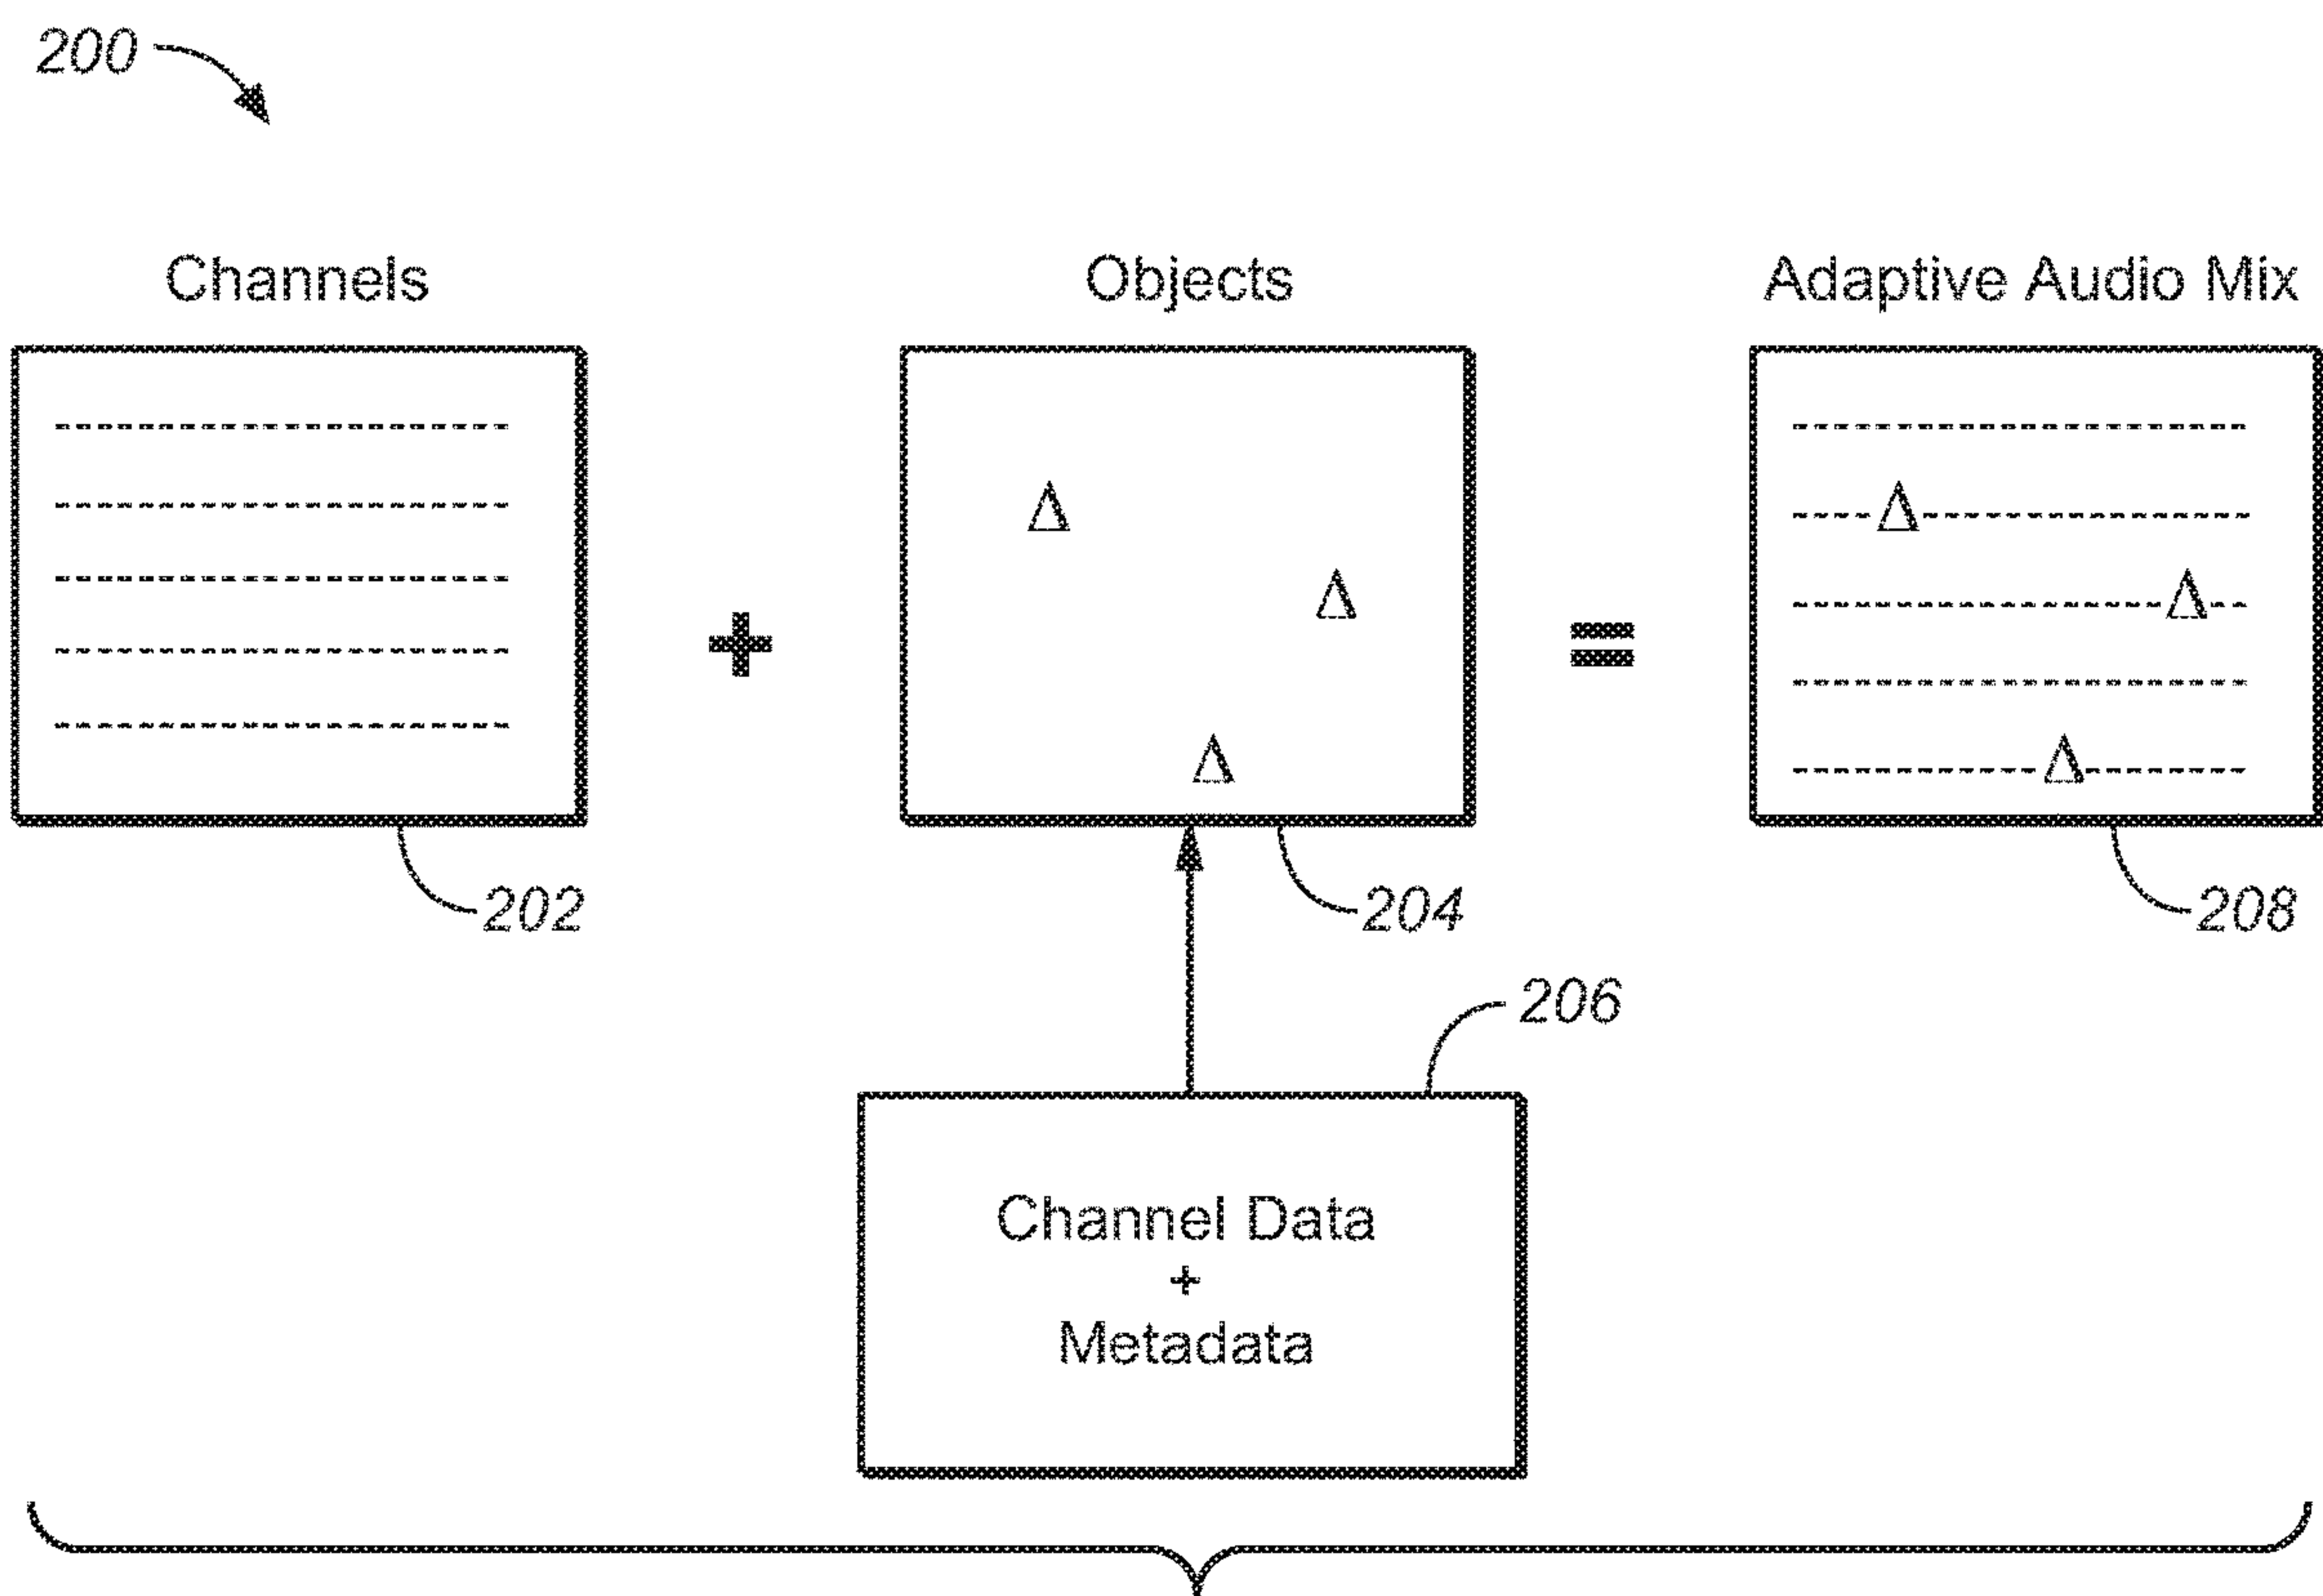 200
Channels
Objects
Adaptive Audio Mix
+
=
202
204
208
206
Channel Data
+
Metadata